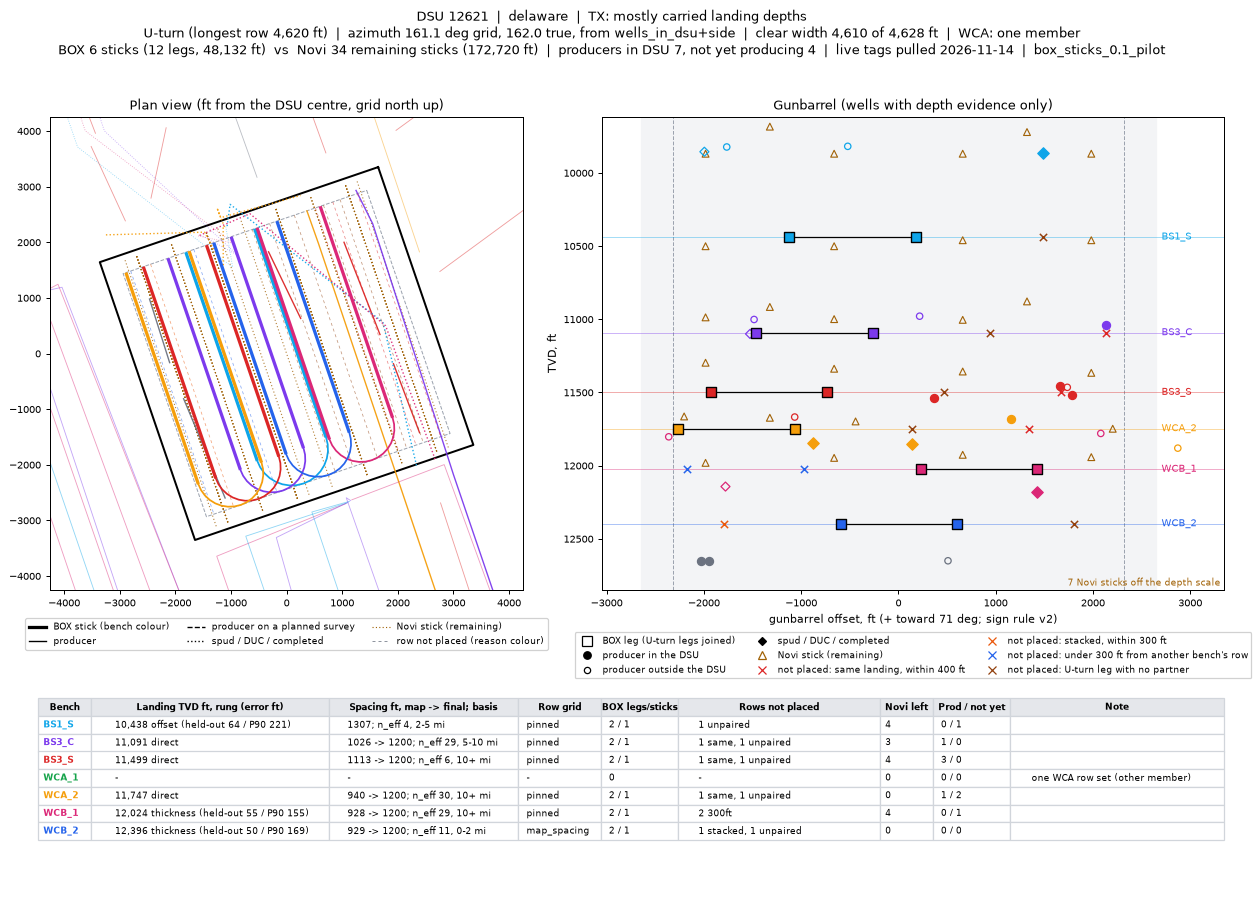 DSU 12621 | delaware | TX: mostly carried landing depths
U-turn (longest row 4,620 ft) | azimuth 161.1 deg grid, 162.0 true, from wells_in_dsu+side | clear width 4,610 of 4,628 ft | WCA: one member
BOX 6 sticks (12 legs, 48,132 ft) vs Novi 34 remaining sticks (172,720 ft) | producers in DSU 7, not yet producing 4 | live tags pulled 2026-11-14 | box_sticks_0.1_pilot
Plan view (ft from the DSU centre, grid north up)
4000
3000
2000
1000
0
−1000
−2000
−3000
−4000
−4000 −3000 −2000 −1000 0 1000 2000 3000 4000
BOX stick (bench colour)
producer
producer on a planned survey
spud / DUC / completed
Novi stick (remaining)
row not placed (reason colour)
Gunbarrel (wells with depth evidence only)
TVD, ft
10000
10500
11000
11500
12000
12500
BS1_S
BS3_C
BS3_S
WCA_2
WCB_1
WCB_2
7 Novi sticks off the depth scale
−3000 −2000 −1000 0 1000 2000 3000
gunbarrel offset, ft (+ toward 71 deg; sign rule v2)
BOX leg (U-turn legs joined)
producer in the DSU
producer outside the DSU
spud / DUC / completed
Novi stick (remaining)
not placed: same landing, within 400 ft
not placed: stacked, within 300 ft
not placed: under 300 ft from another bench's row
not placed: U-turn leg with no partner
Bench Landing TVD ft, rung (error ft) Spacing ft, map -> final; basis Row grid BOX legs/sticks Rows not placed Novi left Prod / not yet Note
BS1_S 10,438 offset (held-out 64 / P90 221) 1307; n_eff 4, 2-5 mi pinned 2 / 1 1 unpaired 4 0 / 1
BS3_C 11,091 direct 1026 -> 1200; n_eff 29, 5-10 mi pinned 2 / 1 1 same, 1 unpaired 3 1 / 0
BS3_S 11,499 direct 1113 -> 1200; n_eff 6, 10+ mi pinned 2 / 1 1 same, 1 unpaired 4 3 / 0
WCA_1 - - - 0 - 0 0 / 0 one WCA row set (other member)
WCA_2 11,747 direct 940 -> 1200; n_eff 30, 10+ mi pinned 2 / 1 1 same, 1 unpaired 0 1 / 2
WCB_1 12,024 thickness (held-out 55 / P90 155) 928 -> 1200; n_eff 29, 10+ mi pinned 2 / 1 2 300ft 4 0 / 1
WCB_2 12,396 thickness (held-out 50 / P90 169) 929 -> 1200; n_eff 11, 0-2 mi map_spacing 2 / 1 1 stacked, 1 unpaired 0 0 / 0